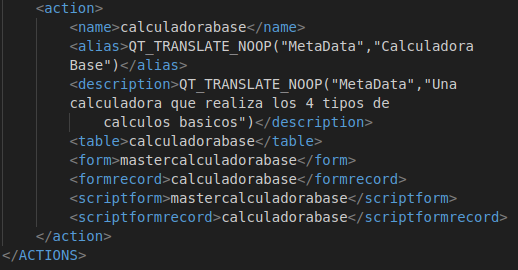 <action>
<name>calculadorabase</name>
<alias>QT_TRANSLATE_NOOP("MetaData","Calculadora
Base")</alias>
<description>QT_TRANSLATE_NOOP("MetaData","Una
calculadora que realiza los 4 tipos de
calculos basicos")</description>
<table>calculadorabase</table>
<form>mastercalculadorabase</form>
<formrecord>calculadorabase</formrecord>
<scriptform>mastercalculadorabase</scriptform>
<scriptformrecord>calculadorabase</scriptformrecord>
</action>
</ACTIONS>